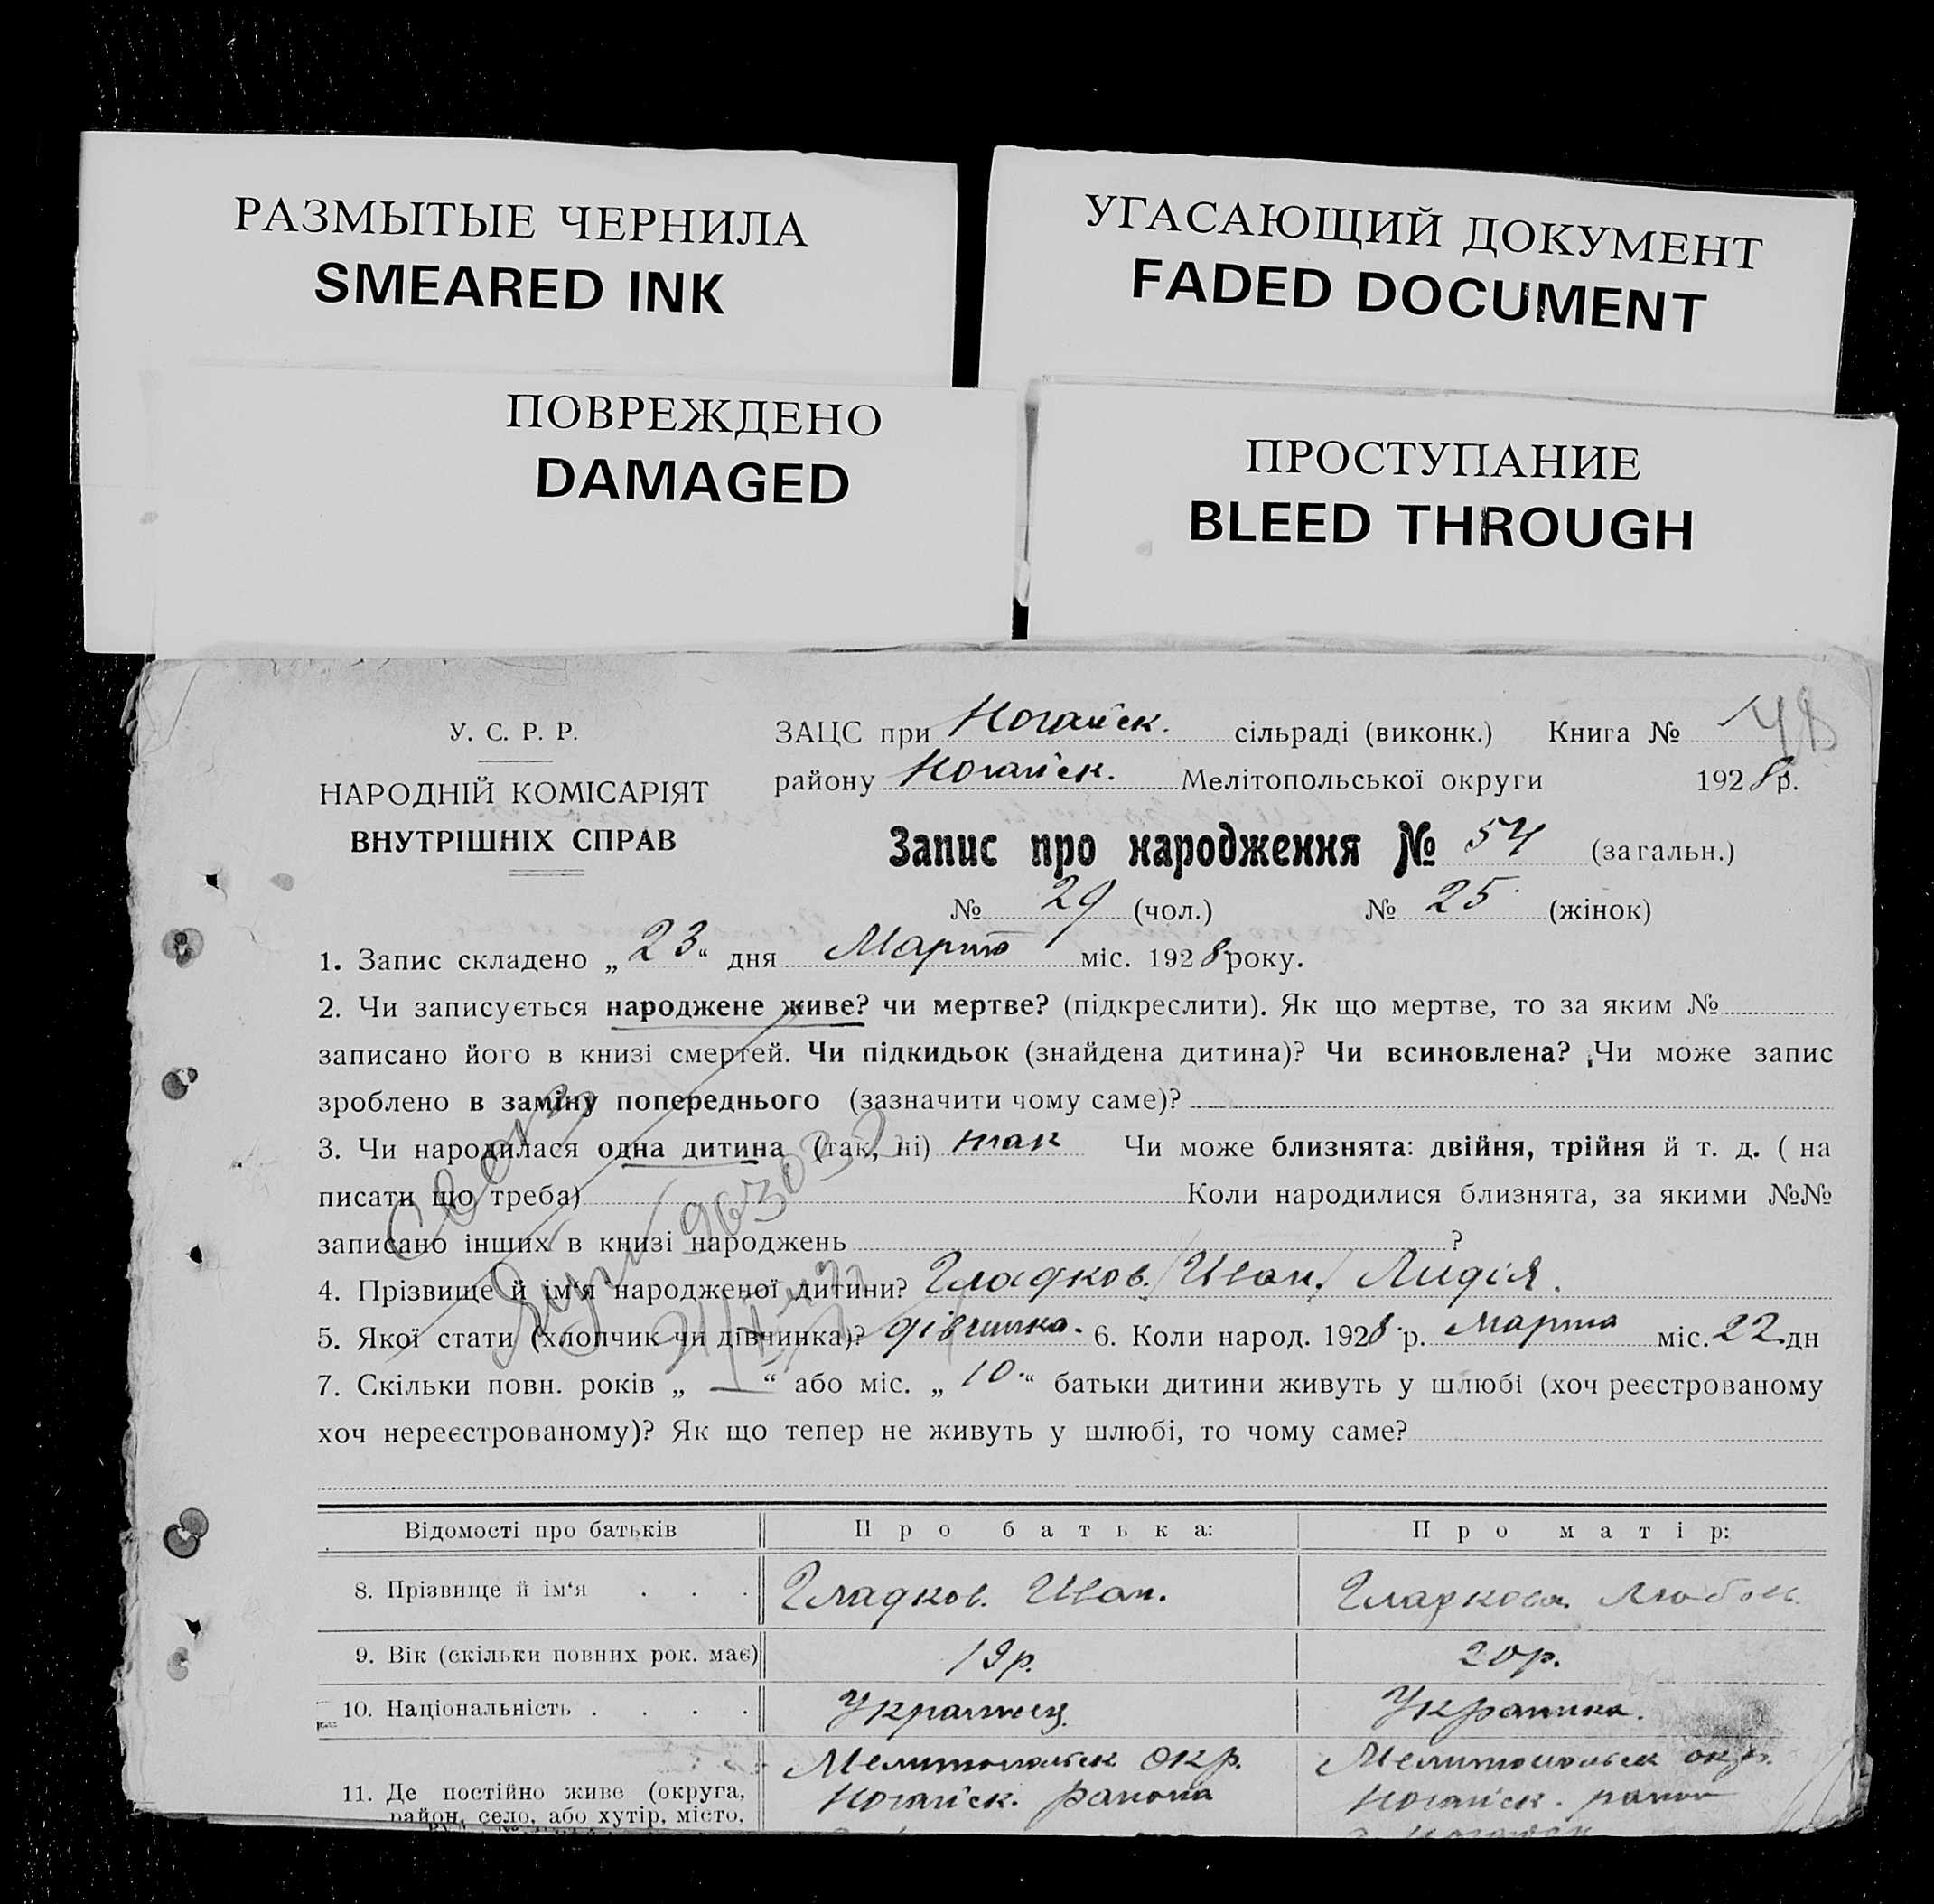 РАЗМЫТЫЕ ЧЕРНИЛА
SMEARED INK
УГАСАЮЩИЙ ДОКУМЕНТ
FADED DOCUMENT
ПОВРЕЖДЕНО
DAMAGED
ПРОСТУПАНИЕ
BLEED THROUGH
У. С. Р. Р.
НАРОДНІЙ КОМІСАРІЯТ
ВНУТРІШНІХ СПРАВ
ЗАЦС при Ногайск. сільраді (виконк.) Книга №
району Ногайск. Мелітопольської округи 1928 р.
Запис про народження № 54 (загальн.)
№ 29 (чол.) № 25 (жінок)
1. Запис складено „23“ дня Марта міс. 1928 року.
2. Чи записується народжене живе? чи мертве? (підкреслити). Як що мертве, то за яким №
записано його в книзі смертей. Чи підкидьок (знайдена дитина)? Чи всиновлена? Чи може запис
зроблено в заміну попереднього (зазначити чому саме)?
3. Чи народилася одна дитина (так, ні) так Чи може близнята: двійня, трійня й т. д. ( на
писати що треба) Коли народилися близнята, за якими №№
записано інших в книзі народжень ?
4. Прізвище й ім‘я народженої дитини? Гладков. /Иван./ Лидія.
5. Якої стати (хлопчик чи дівчинка)? дівчинка. 6. Коли народ. 1928 р. Марта міс. 22 дн
7. Скільки повн. років „ — “ або міс. „ 10 “ батьки дитини живуть у шлюбі (хоч реєстрованому
хоч нереєстрованому)? Як що тепер не живуть у шлюбі, то чому саме?
Відомості про батьків Про батька: Про матір:
8. Прізвище й ім‘я . . . Гладков. Иван. Гладкова. Любовь
9. Вік (скільки повних рок. має) 19р. 20р.
10. Національність . . . . Украинец Украинка.
Мелитопольск окр. Мелитопольск окр.
11. Де постійно живе (округа, Ногайск. района Ногайск. район
район, село, або хутір, місто,